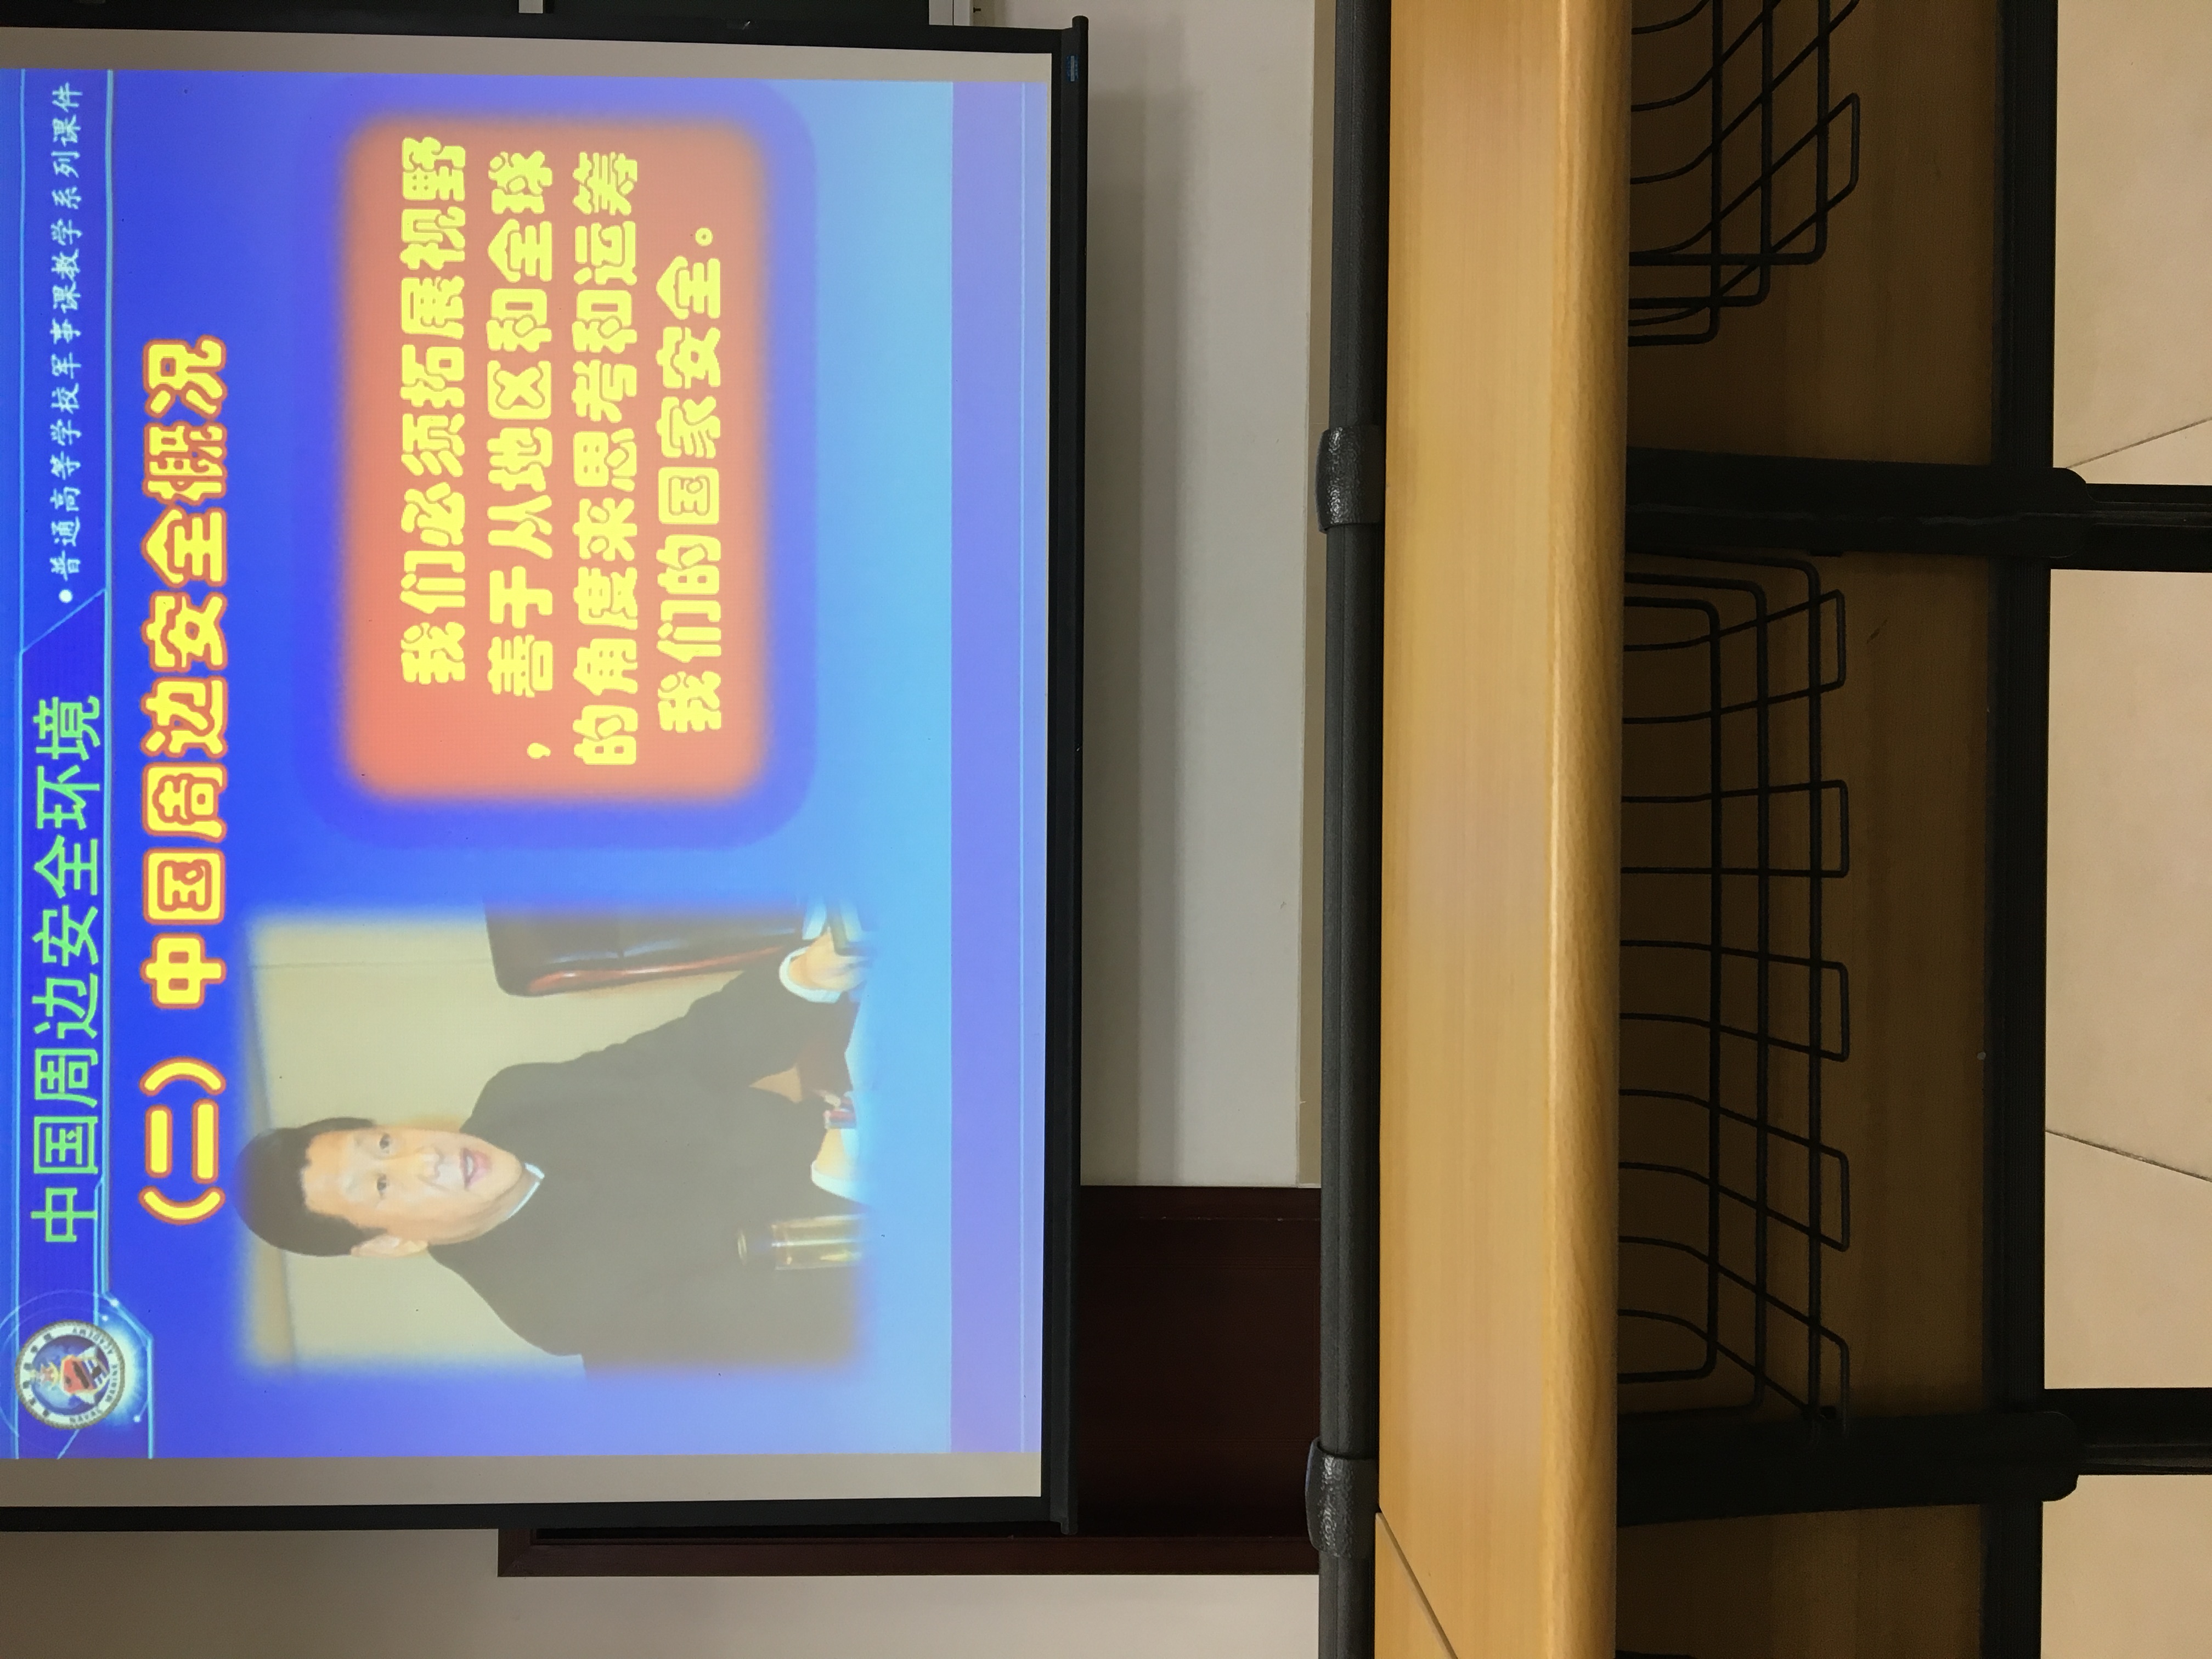 中国周边安全环境
•普通高等学校军事课教学系列课件
（二）中国周边安全概况
我们必须拓展视野
，善于从地区和全球
的角度来思考和运筹
我们的国家安全。
MARINE ACADEMY